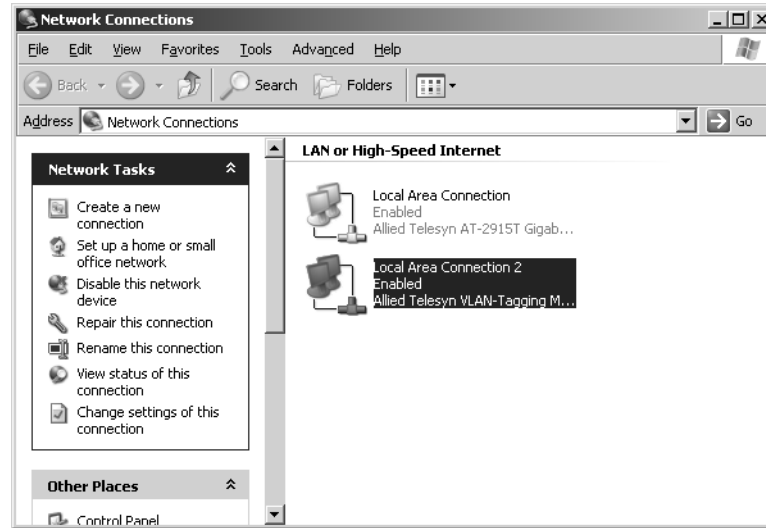 Network Connections
File Edit View Favorites Tools Advanced Help
Back Search Folders
Address Network Connections Go
Network Tasks
Create a new
connection
Set up a home or small
office network
Disable this network
device
Repair this connection
Rename this connection
View status of this
connection
Change settings of this
connection
Other Places
Control Panel
LAN or High-Speed Internet
Local Area Connection
Enabled
Allied Telesyn AT-2915T Gigab...
Local Area Connection 2
Enabled
Allied Telesyn VLAN-Tagging M...